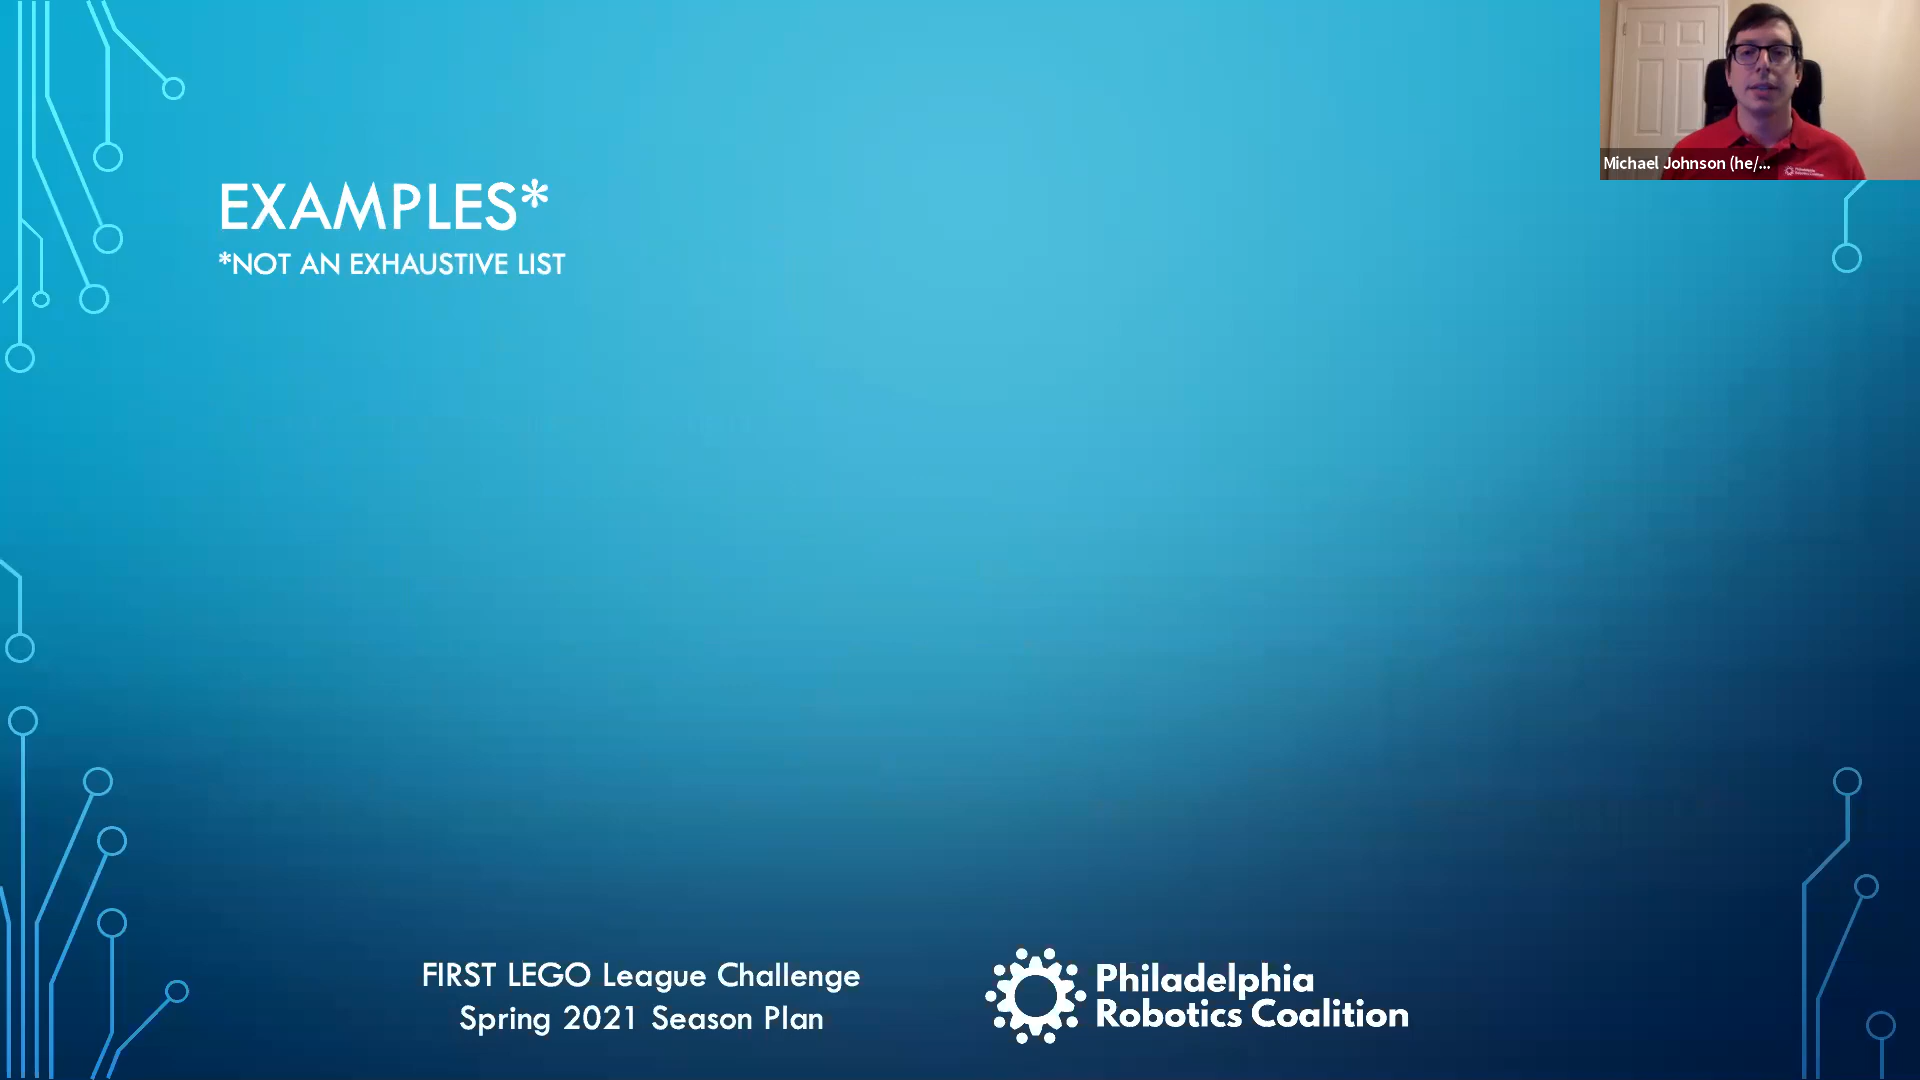 Michael Johnson (he/...
EXAMPLES*
*NOT AN EXHAUSTIVE LIST
FIRST LEGO League Challenge
Spring 2021 Season Plan
Philadelphia
Robotics Coalition